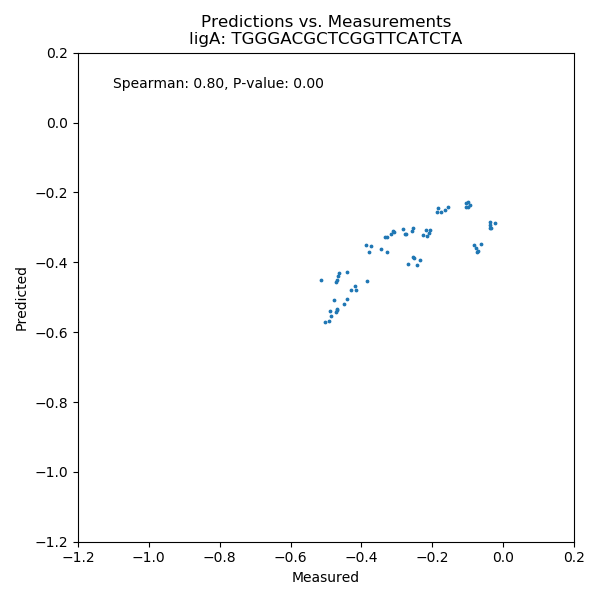 Predictions vs. Measurements
ligA: TGGGACGCTCGGTTCATCTA
Spearman: 0.80, P-value: 0.00
0.2
0.0
−0.2
−0.4
−0.6
−0.8
−1.0
−1.2
Predicted
−1.2 −1.0 −0.8 −0.6 −0.4 −0.2 0.0 0.2
Measured